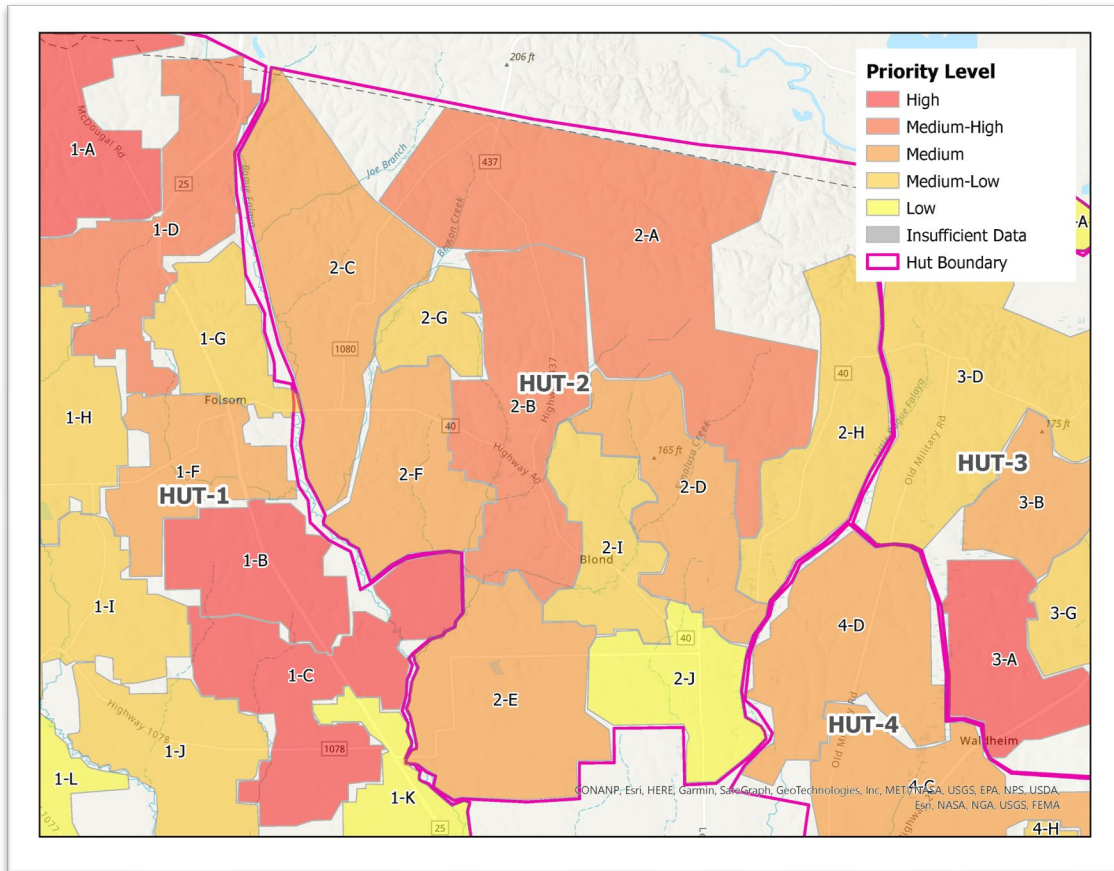 Priority Level
High
Medium-High
Medium
Medium-Low
Low
Insufficient Data
Hut Boundary
206 ft
McDougal Rd
1-A
25
1-D
Bogue Falaya
Joe Branch
437
2-A
-A
2-C
1-G
2-G
1080
HUT-2
2-B
40
3-D
Folsom
1-H
40
Highway 40
165 ft
2-H
Old Military Rd
175 ft
1-F
HUT-1
2-F
2-D
HUT-3
3-B
1-B
2-I
Blond
1-I
4-D
3-G
40
3-A
1-C
2-E
2-J
Highway 1078
1-J
1078
HUT-4
Waldheim
1-L
1-K
4-C
25
1077
4-H
CONANP, Esri, HERE, Garmin, SafeGraph, GeoTechnologies, Inc, METI/NASA, USGS, EPA, NPS, USDA,
Esri, NASA, NGA, USGS, FEMA